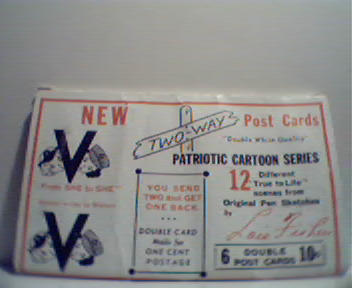 NEW
TWO-WAY
Post Cards
"Double White Quality"
PATRIOTIC CARTOON SERIES
V
From SHE to SHE
V
YOU SEND
TWO and GET
ONE BACK
...
DOUBLE CARD
Mails for
ONE CENT
POSTAGE
12 Different
"True to Life"
scenes from
Original Pen Sketches
by
Lois Fisher
6 DOUBLE
POST CARDS 10¢